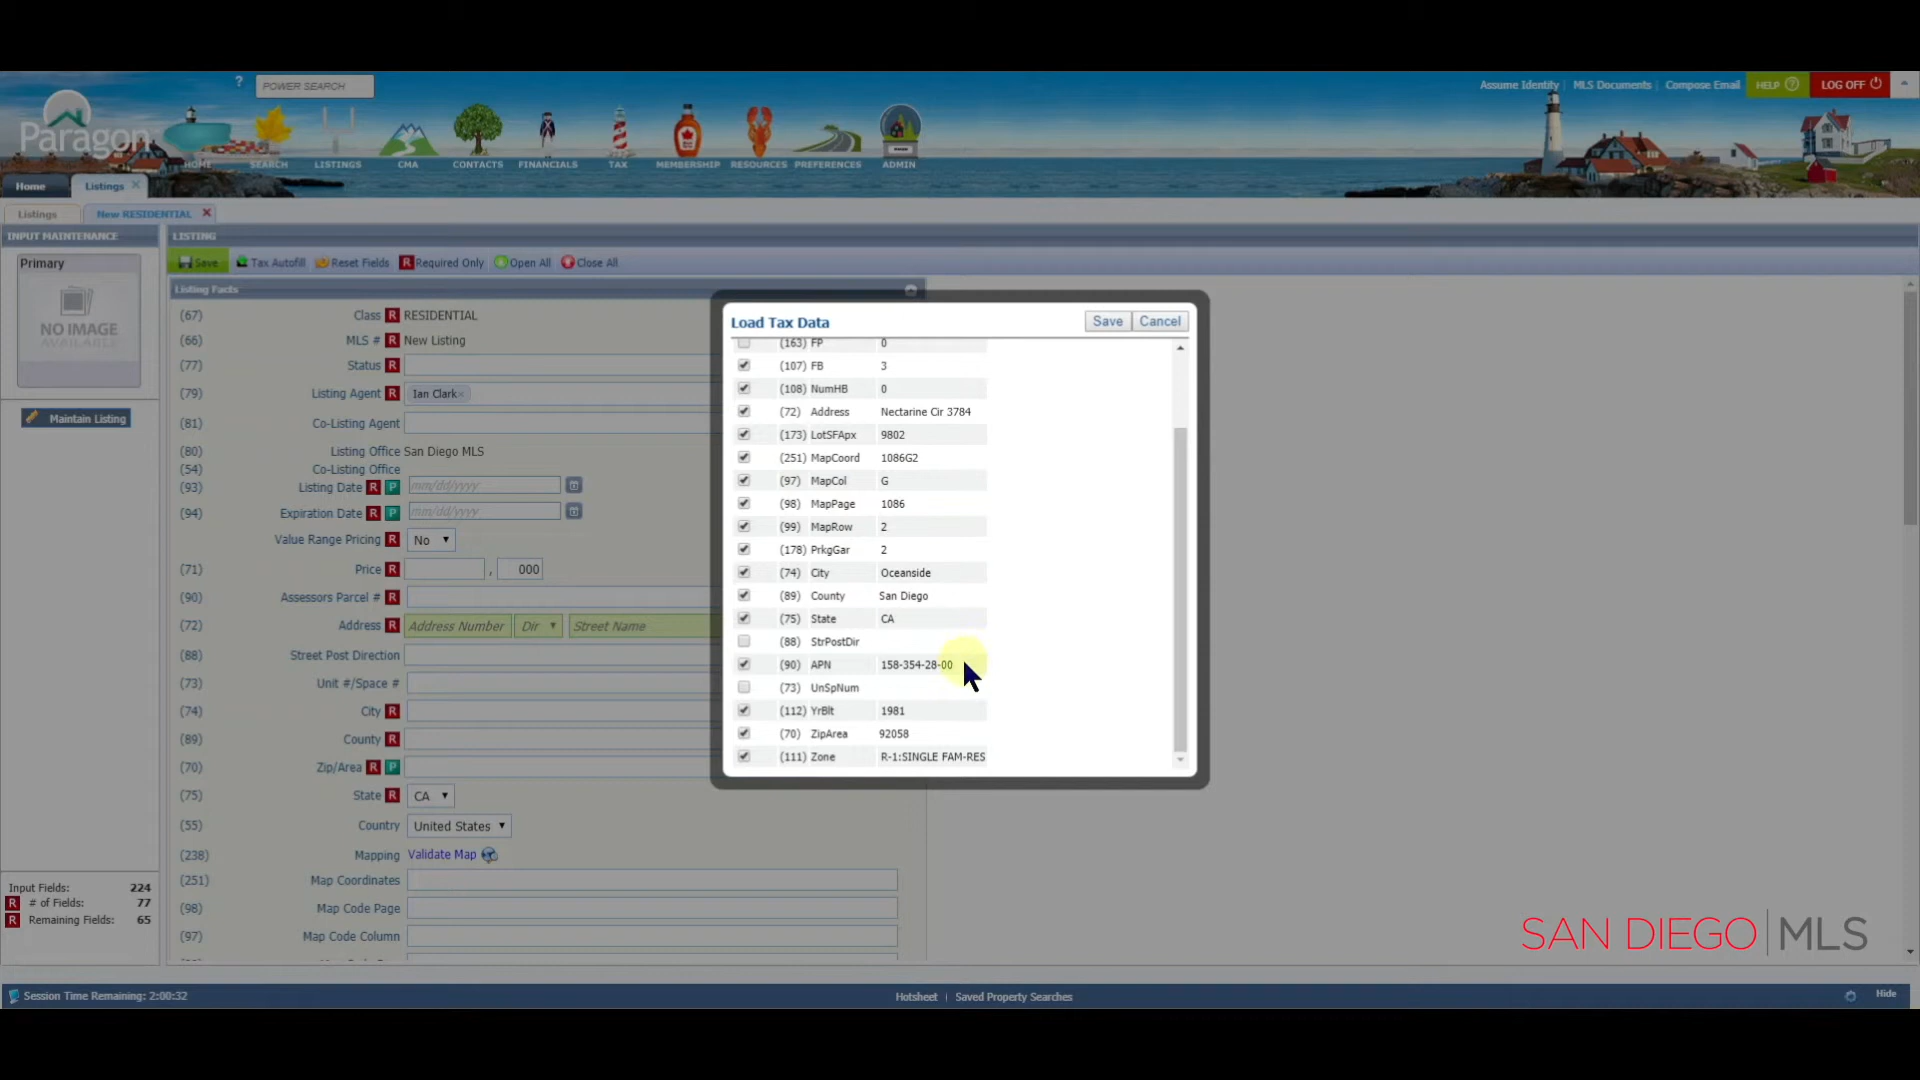 ? POWER SEARCH
Assume Identity | MLS Documents | Compose Email HELP ? LOG OFF
Paragon
HOME SEARCH LISTINGS CMA CONTACTS FINANCIALS TAX MEMBERSHIP RESOURCES PREFERENCES ADMIN
Home Listings
Listings New RESIDENTIAL
INPUT MAINTENANCE
Primary
NO IMAGE
AVAILABLE
Maintain Listing
Input Fields: 224
R # of Fields: 77
R Remaining Fields: 65
LISTING
Save Tax Autofill Reset Fields R Required Only Open All Close All
Listing Facts
(67) Class R RESIDENTIAL
(66) MLS # R New Listing
(77) Status R
(79) Listing Agent R Ian Clark×
(81) Co-Listing Agent
(80) Listing Office San Diego MLS
(54) Co-Listing Office
(93) Listing Date R P mm/dd/yyyy
(94) Expiration Date R P mm/dd/yyyy
Value Range Pricing R No
(71) Price R , 000
(90) Assessors Parcel # R
(72) Address R Address Number Dir Street Name
(88) Street Post Direction
(73) Unit #/Space #
(74) City R
(89) County R
(70) Zip/Area R P
(75) State R CA
(55) Country United States
(238) Mapping Validate Map
(251) Map Coordinates
(98) Map Code Page
(97) Map Code Column
Load Tax Data Save Cancel
(163) FP 0
(107) FB 3
(108) NumHB 0
(72) Address Nectarine Cir 3784
(173) LotSFApx 9802
(251) MapCoord 1086G2
(97) MapCol G
(98) MapPage 1086
(99) MapRow 2
(178) PrkgGar 2
(74) City Oceanside
(89) County San Diego
(75) State CA
(88) StrPostDir
(90) APN 158-354-28-00
(73) UnSpNum
(112) YrBlt 1981
(70) ZipArea 92058
(111) Zone R-1:SINGLE FAM-RES
SAN DIEGO | MLS
Session Time Remaining: 2:00:32
Hotsheet | Saved Property Searches
Hide